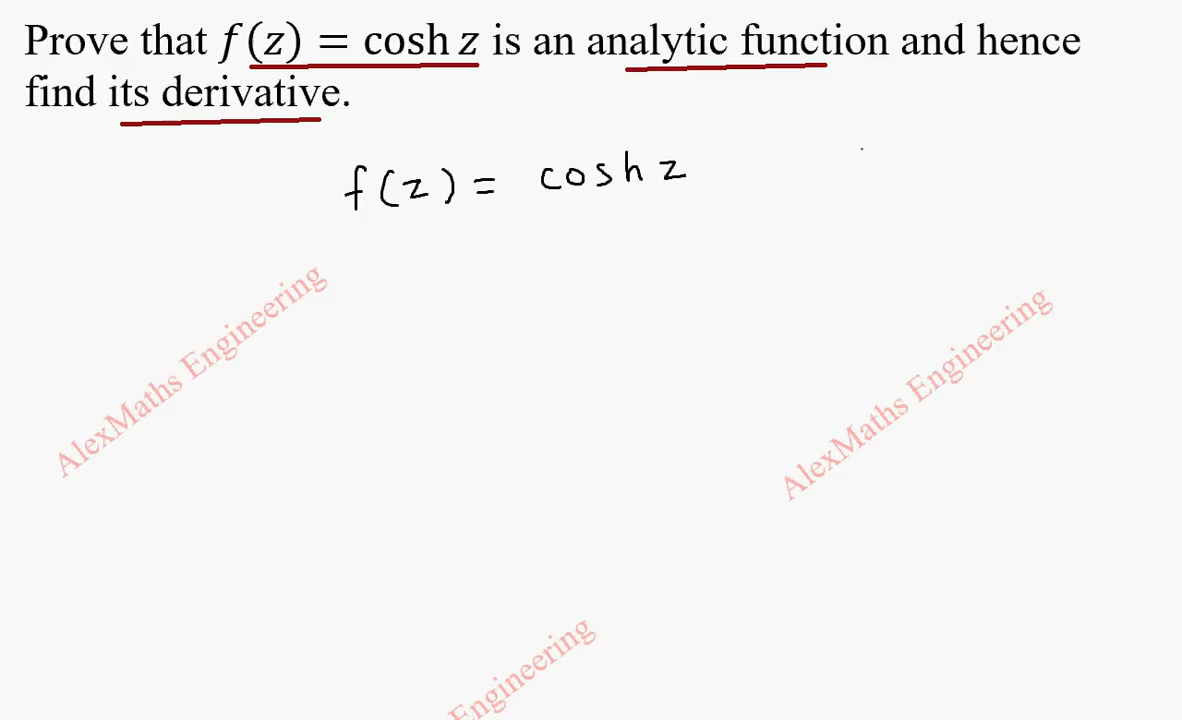 Prove that f(z) = cosh z is an analytic function and hence
find its derivative.
f(z) = cosh z
AlexMaths Engineering
AlexMaths Engineering
Engineering